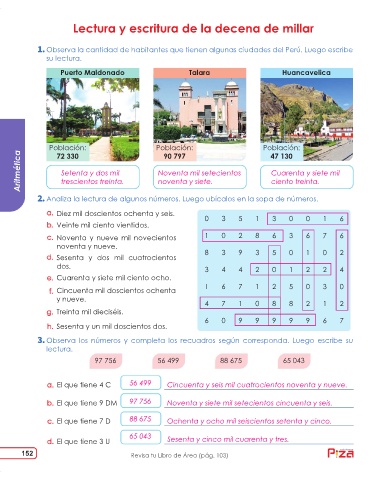 Lectura y escritura de la decena de millar
1. Observa la cantidad de habitantes que tienen algunas ciudades del Perú. Luego escribe
su lectura.
Puerto Maldonado
Talara
Huancavelica
Población:
72 330
Población:
90 797
Población:
47 130
Setenta y dos mil
trescientos treinta.
Noventa mil setecientos
noventa y siete.
Cuarenta y siete mil
ciento treinta.
Aritmética
2. Analiza la lectura de algunos números. Luego ubícalos en la sopa de números.
a. Diez mil doscientos ochenta y seis.
b. Veinte mil ciento vientidos.
c. Noventa y nueve mil novecientos
noventa y nueve.
d. Sesenta y dos mil cuatrocientos
dos.
e. Cuarenta y siete mil ciento ocho.
f. Cincuenta mil doscientos ochenta
y nueve.
g. Treinta mil dieciséis.
h. Sesenta y un mil doscientos dos.
0 3 5 1 3 0 0 1 6
1 0 2 8 6 3 6 7 6
8 3 9 3 5 0 1 0 2
3 4 4 2 0 1 2 2 4
1 6 7 1 2 5 0 3 0
4 7 1 0 8 8 2 1 2
6 0 9 9 9 9 9 6 7
3. Observa los números y completa los recuadros según corresponda. Luego escribe su
lectura.
97 756 56 499 88 675 65 043
a. El que tiene 4 C 56 499 Cincuenta y seis mil cuatrocientos noventa y nueve.
b. El que tiene 9 DM 97 756 Noventa y siete mil setecientos cincuenta y seis.
c. El que tiene 7 D 88 675 Ochenta y ocho mil seiscientos setenta y cinco.
d. El que tiene 3 U 65 043 Sesenta y cinco mil cuarenta y tres.
152
Revisa tu Libro de Área (pág. 103)
Piza